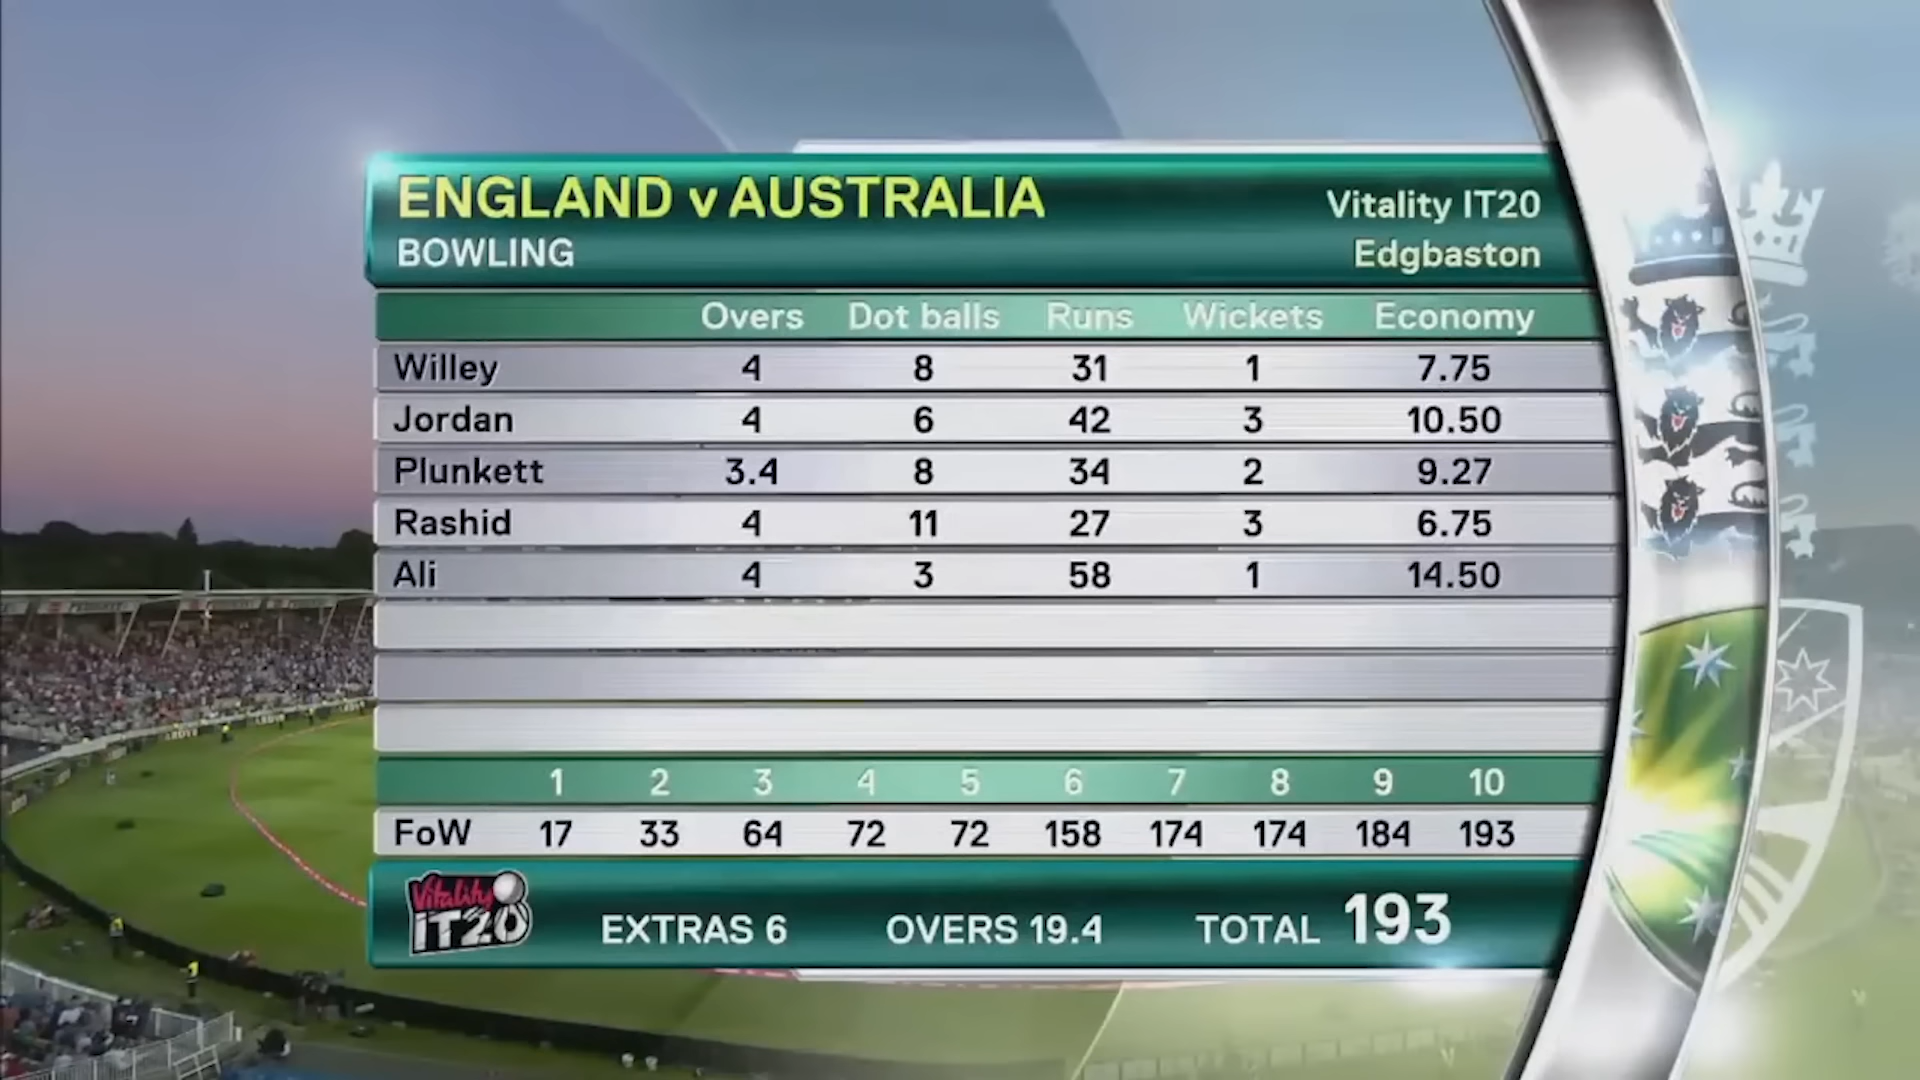 ENGLAND v AUSTRALIA
BOWLING
Vitality IT20
Edgbaston
Overs Dot balls Runs Wickets Economy
Willey 4 8 31 1 7.75
Jordan 4 6 42 3 10.50
Plunkett 3.4 8 34 2 9.27
Rashid 4 11 27 3 6.75
Ali 4 3 58 1 14.50
1 2 3 4 5 6 7 8 9 10
FoW 17 33 64 72 72 158 174 174 184 193
Vitality
IT20
EXTRAS 6 OVERS 19.4 TOTAL 193